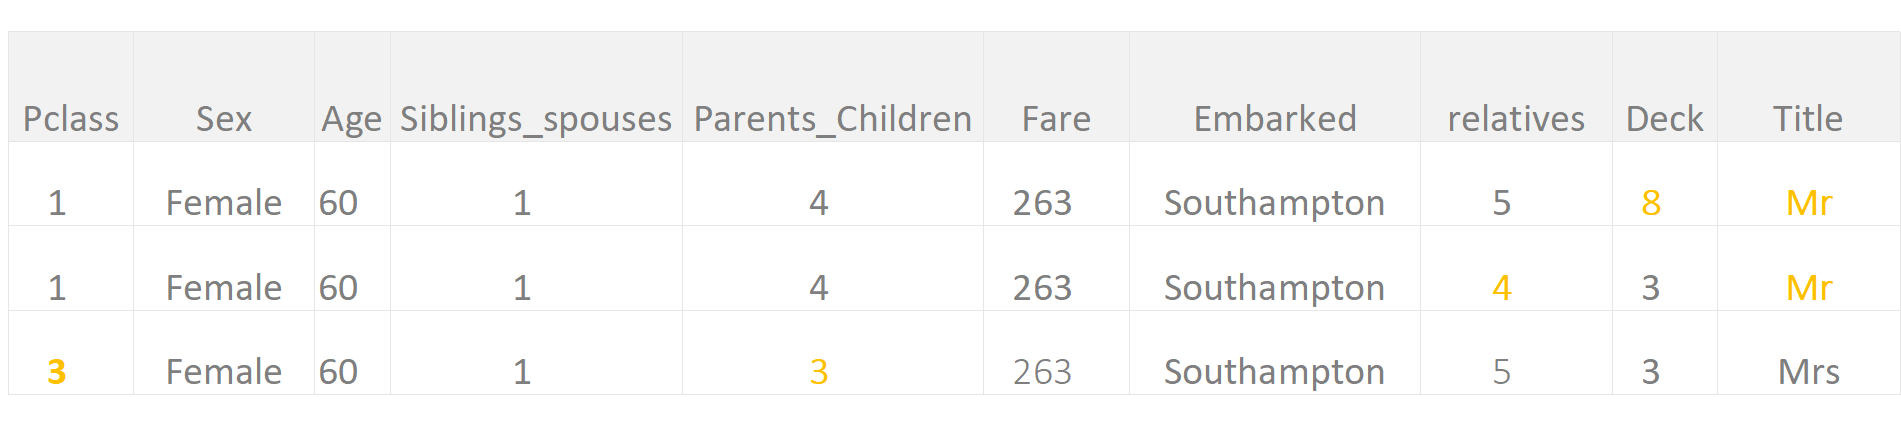 Pclass Sex Age Siblings_spouses Parents_Children Fare Embarked relatives Deck Title
1 Female 60 1 4 263 Southampton 5 8 Mr
1 Female 60 1 4 263 Southampton 4 3 Mr
3 Female 60 1 3 263 Southampton 5 3 Mrs